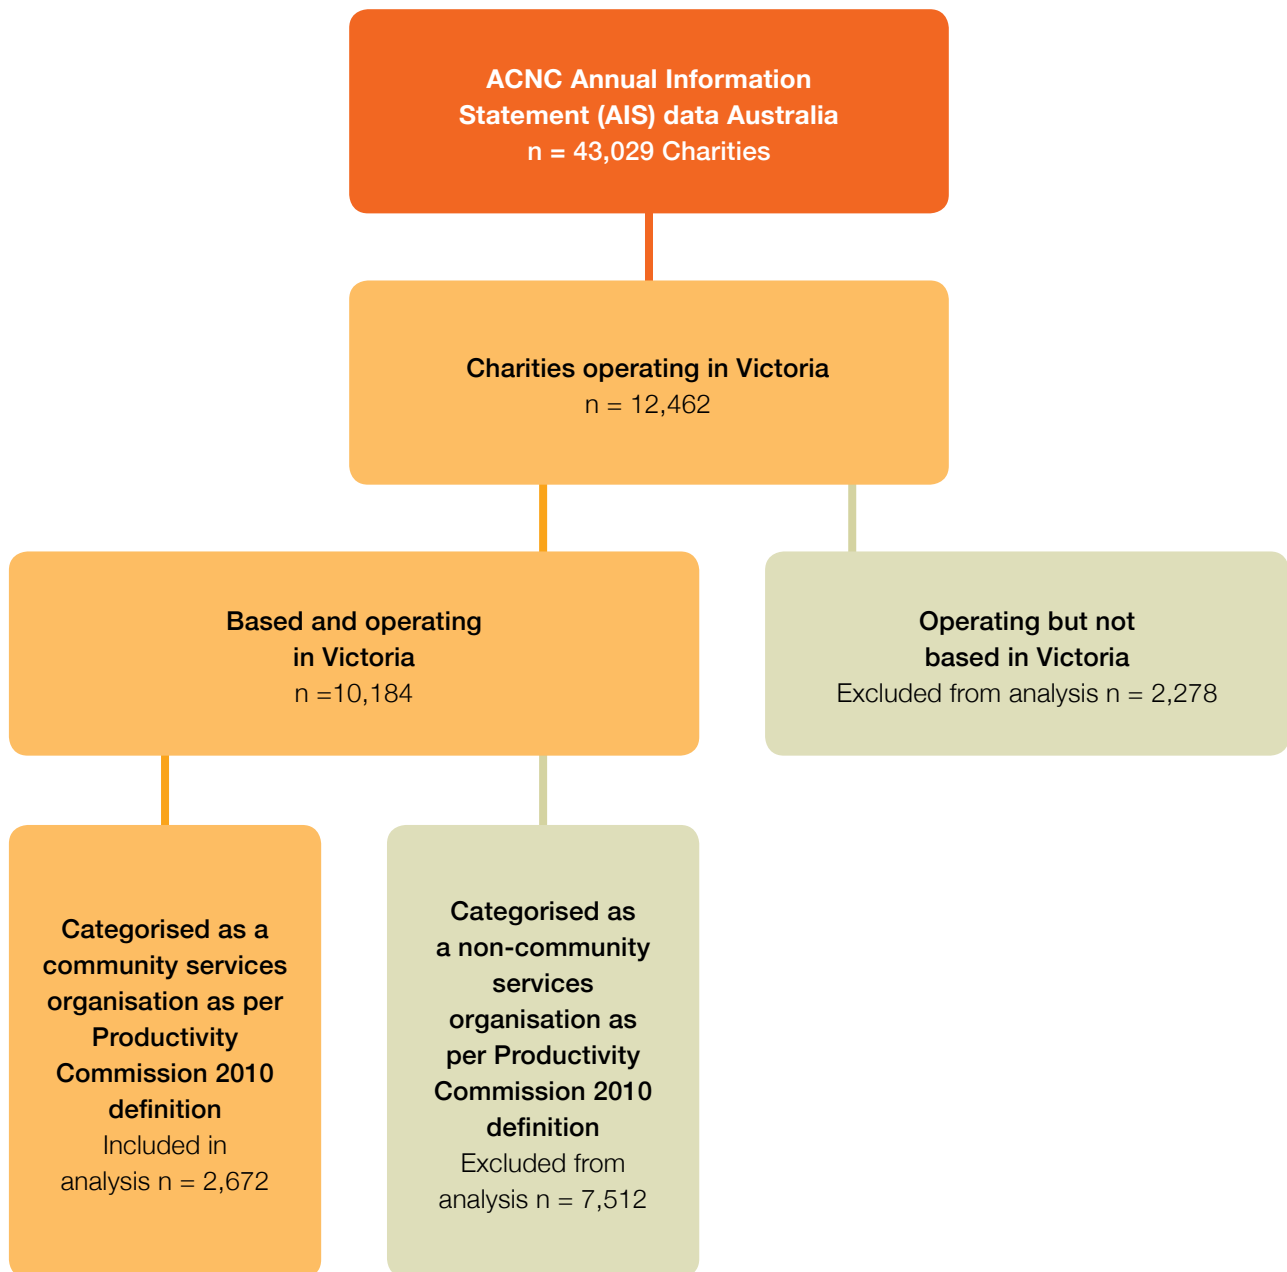 ACNC Annual Information
Statement (AIS) data Australia
n = 43,029 Charities
Charities operating in Victoria
n = 12,462
Based and operating
in Victoria
n =10,184
Operating but not
based in Victoria
Excluded from analysis n = 2,278
Categorised as a
community services
organisation as per
Productivity
Commission 2010
definition
Included in
analysis n = 2,672
Categorised as
a non-community
services
organisation as
per Productivity
Commission 2010
definition
Excluded from
analysis n = 7,512